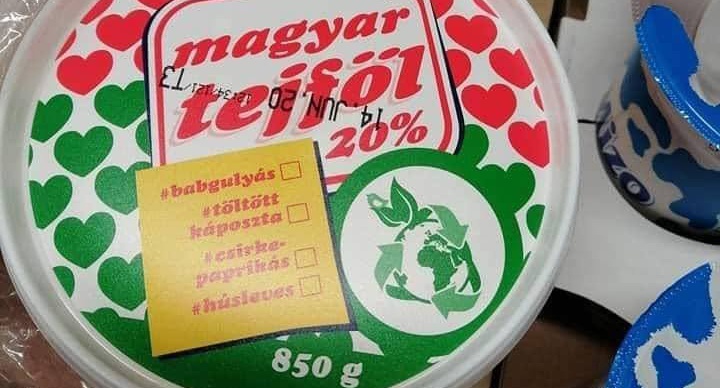 magyar
tejföl
20%
14. JUN. 20
#babgulyás
#töltött
káposzta
#csirke-
paprikás
#húsleves
850 g